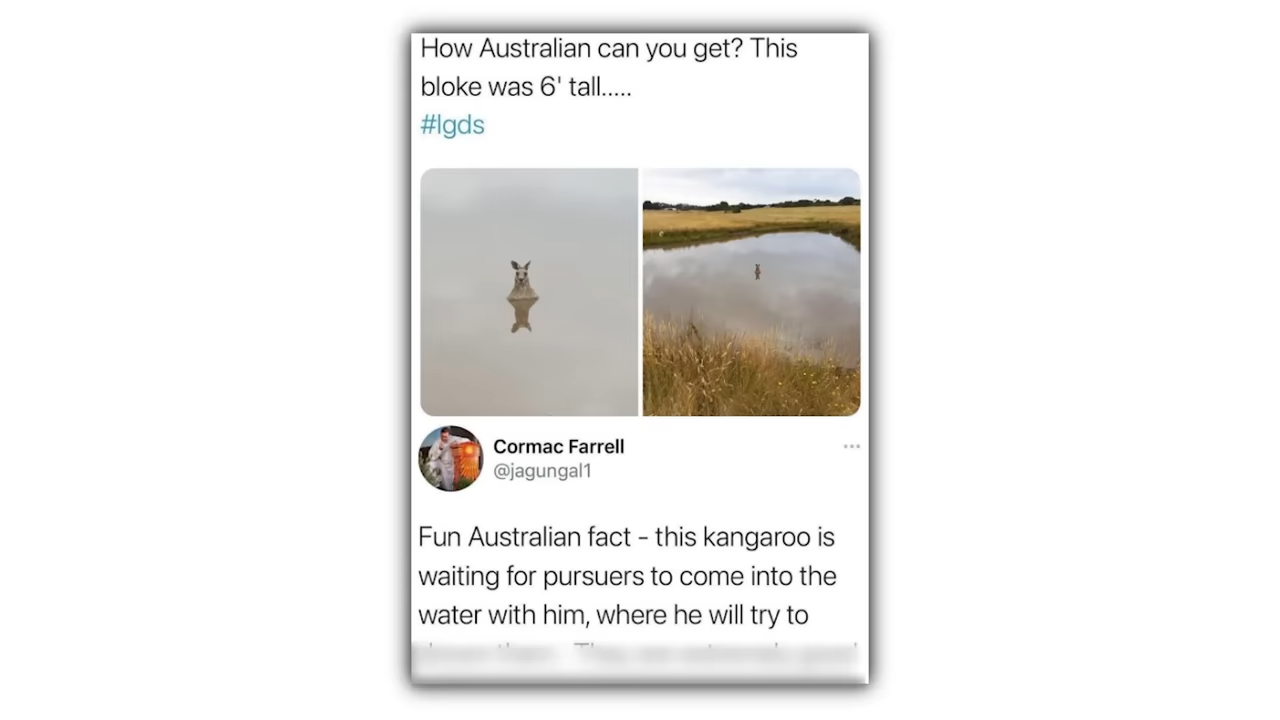 How Australian can you get? This
bloke was 6' tall.....
#lgds
Cormac Farrell
@jagungal1
Fun Australian fact - this kangaroo is
waiting for pursuers to come into the
water with him, where he will try to